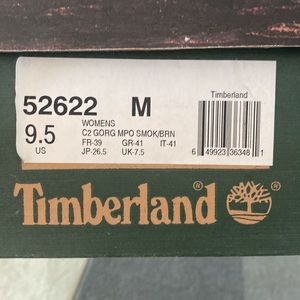 Timberland
52622 M
WOMENS
9.5 C2 GORG MPO SMOK/BRN
US FR-39 GR-41 IT-41
JP-26.5 UK-7.5
6 49923 36348 1
Timberland®
®